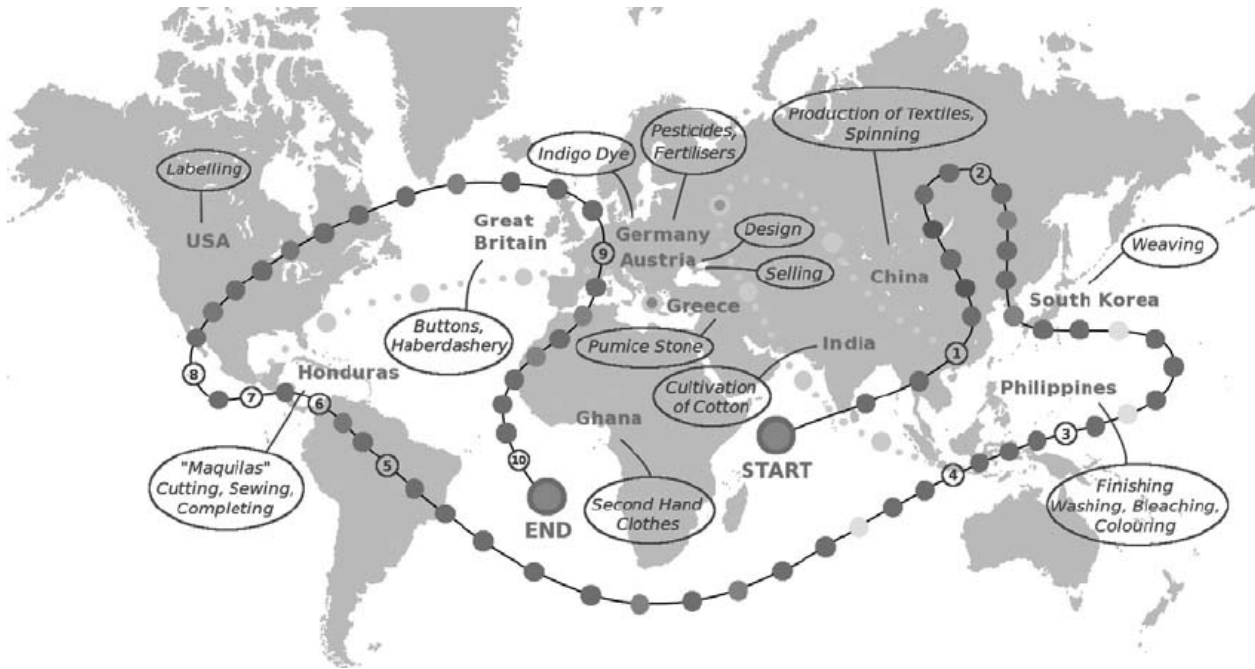 Labelling
USA
Indigo Dye
Pesticides,
Fertilisers
Production of Textiles,
Spinning
2
Great
Britain
Germany
Austria
9
Design
Selling
China
Weaving
South Korea
Greece
Buttons,
Haberdashery
Pumice Stone
India
1
8
7
Honduras
6
Cultivation
of Cotton
Philippines
Ghana
3
START
5
10
4
"Maquilas"
Cutting, Sewing,
Completing
END
Second Hand
Clothes
Finishing
Washing, Bleaching,
Colouring